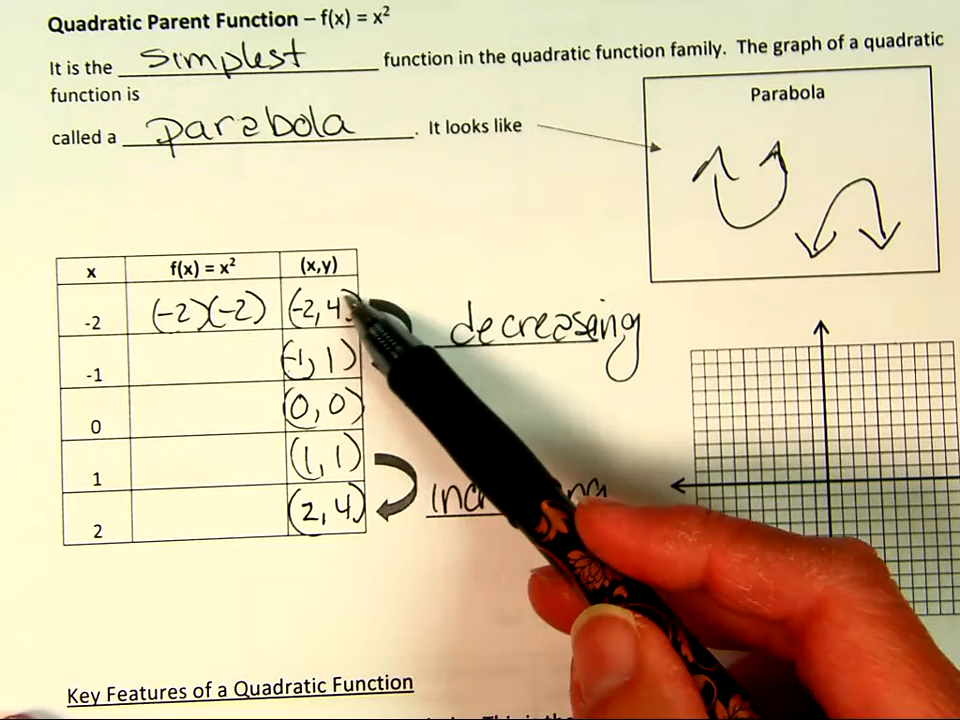 Quadratic Parent Function – f(x) = x²
It is the simplest function in the quadratic function family. The graph of a quadratic
function is
called a parabola. It looks like
Parabola
x f(x) = x² (x,y)
-2 (-2)(-2) (-2,4)
decreasing
-1 (-1, 1)
0 (0, 0)
1 (1, 1)
2 (2, 4)
Key Features of a Quadratic Function